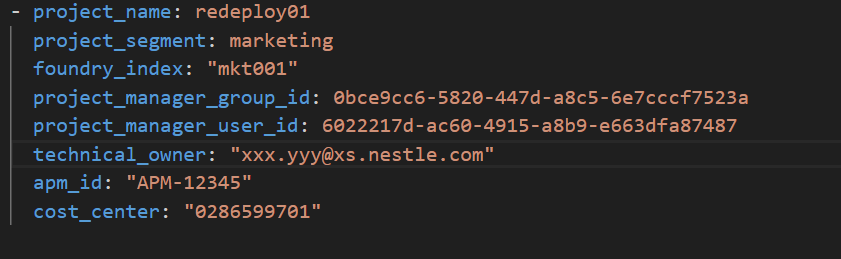 - project_name: redeploy01
project_segment: marketing
foundry_index: "mkt001"
project_manager_group_id: 0bce9cc6-5820-447d-a8c5-6e7cccf7523a
project_manager_user_id: 6022217d-ac60-4915-a8b9-e663dfa87487
technical_owner: "xxx.yyy@xs.nestle.com"
apm_id: "APM-12345"
cost_center: "0286599701"